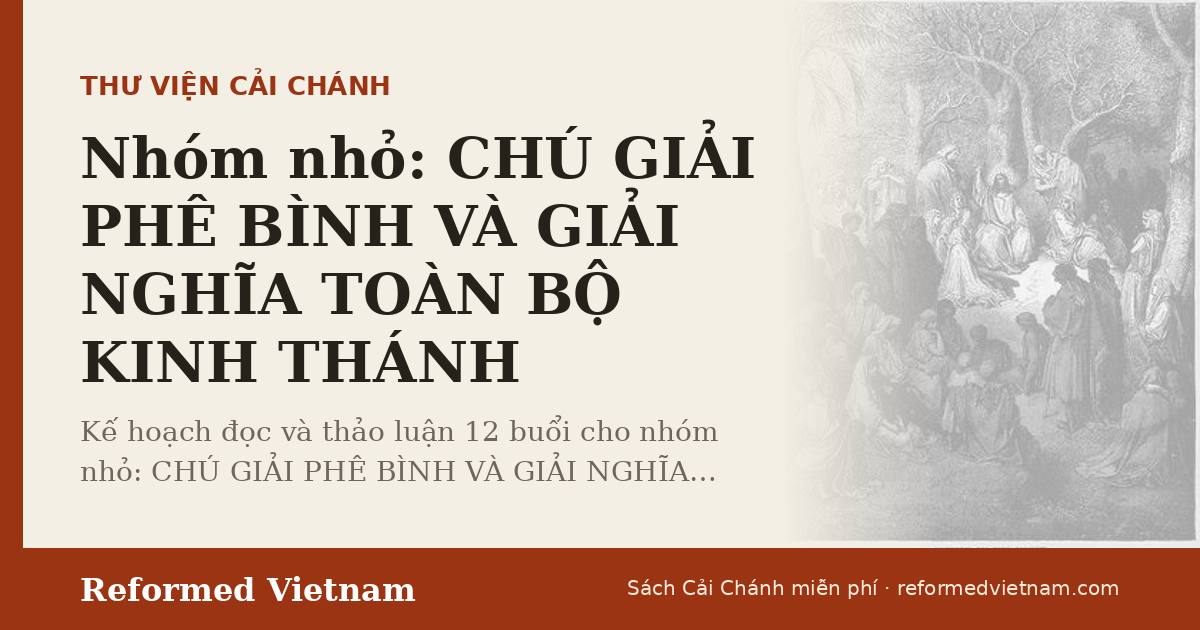 THƯ VIỆN CẢI CHÁNH
Nhóm nhỏ: CHÚ GIẢI
PHÊ BÌNH VÀ GIẢI
NGHĨA TOÀN BỘ
KINH THÁNH
Kế hoạch đọc và thảo luận 12 buổi cho nhóm
nhỏ: CHÚ GIẢI PHÊ BÌNH VÀ GIẢI NGHĨA...
Reformed Vietnam
Sách Cải Chánh miễn phí · reformedvietnam.com